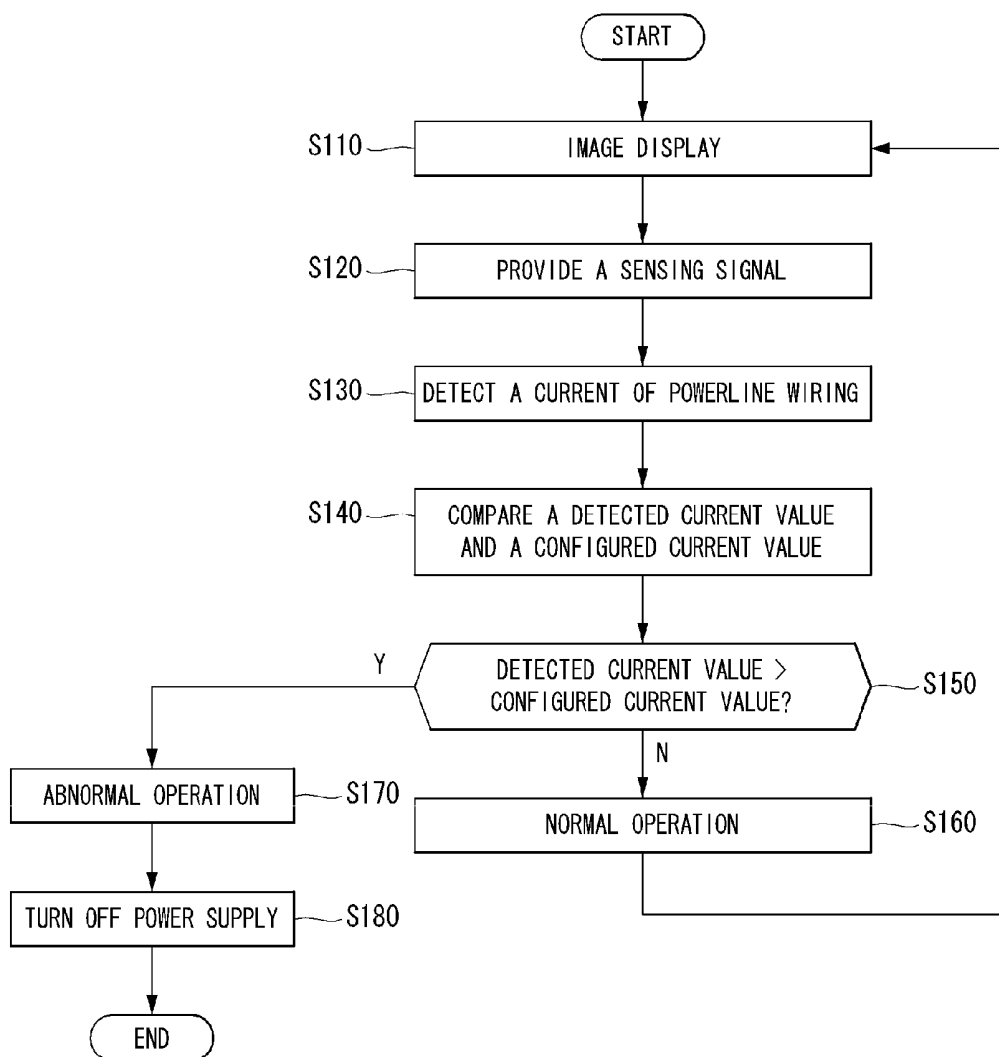 START
S110
IMAGE DISPLAY
S120
PROVIDE A SENSING SIGNAL
S130
DETECT A CURRENT OF POWERLINE WIRING
S140
COMPARE A DETECTED CURRENT VALUE
AND A CONFIGURED CURRENT VALUE
Y
DETECTED CURRENT VALUE >
CONFIGURED CURRENT VALUE?
S150
N
ABNORMAL OPERATION
S170
NORMAL OPERATION
S160
TURN OFF POWER SUPPLY
S180
END